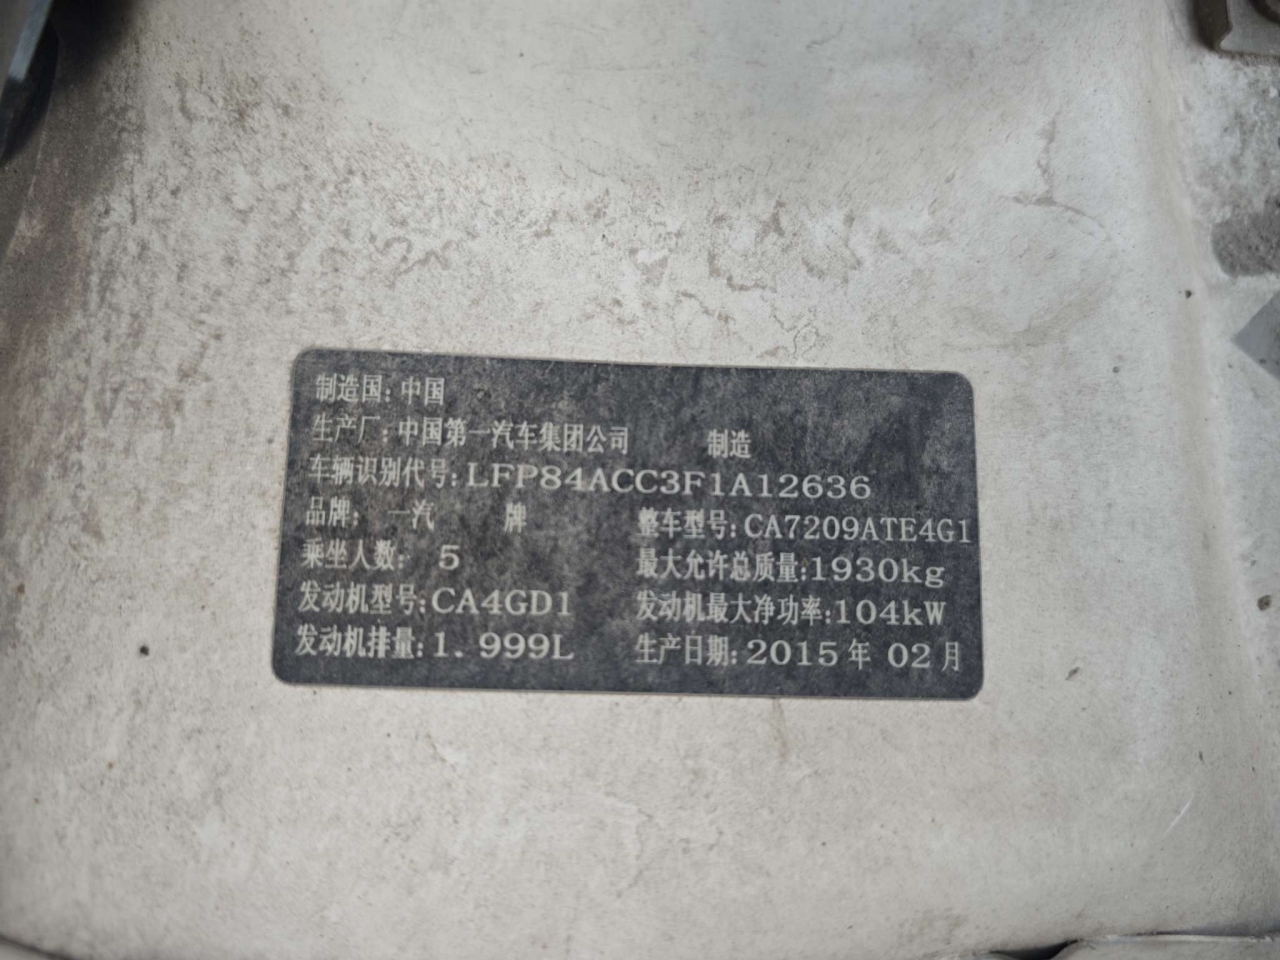 制造国：中国
生产厂：中国第一汽车集团公司 制造
车辆识别代号：LFP84ACC3F1A12636
品牌： 一汽 牌 整车型号：CA7209ATE4G1
乘坐人数： 5 最大允许总质量：1930kg
发动机型号：CA4GD1 发动机最大净功率：104kW
发动机排量：1.999L 生产日期：2015年 02月